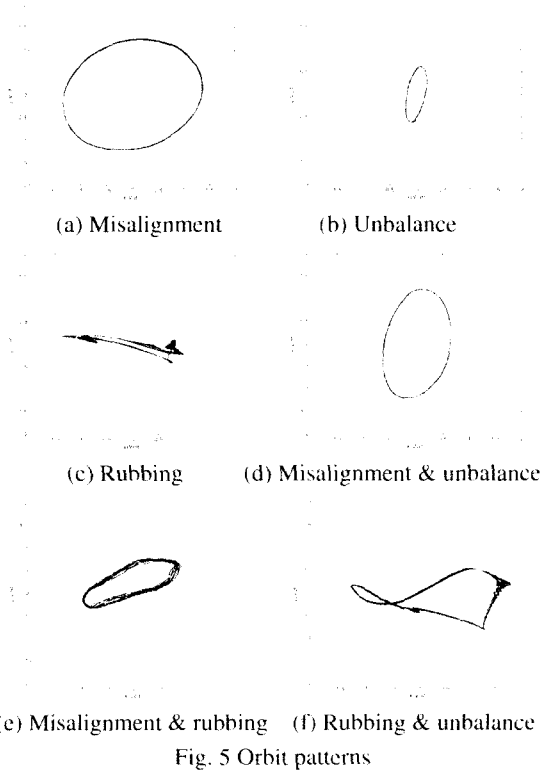 (a) Misalignment (b) Unbalance
(c) Rubbing (d) Misalignment & unbalance
(e) Misalignment & rubbing (f) Rubbing & unbalance
Fig. 5 Orbit patterns